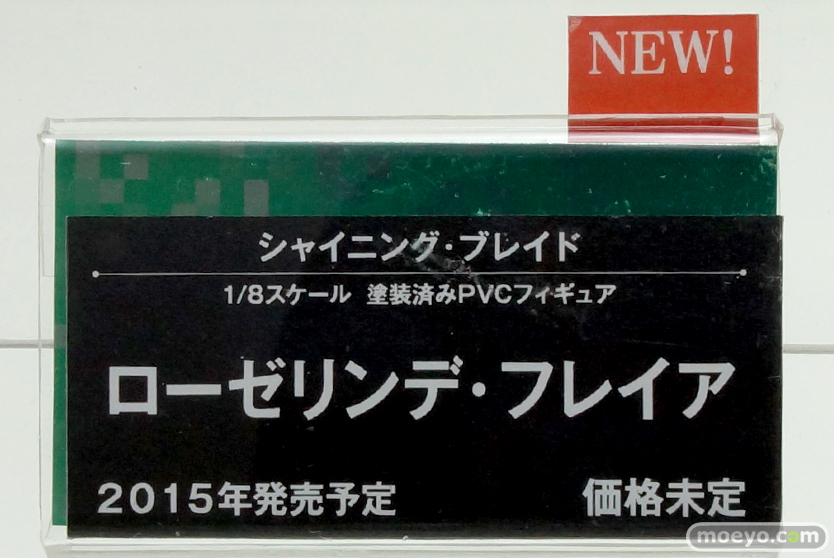 NEW!
シャイニング・ブレイド
1/8スケール 塗装済みPVCフィギュア
ローゼリンデ・フレイア
2015年発売予定 価格未定
moeyo.com